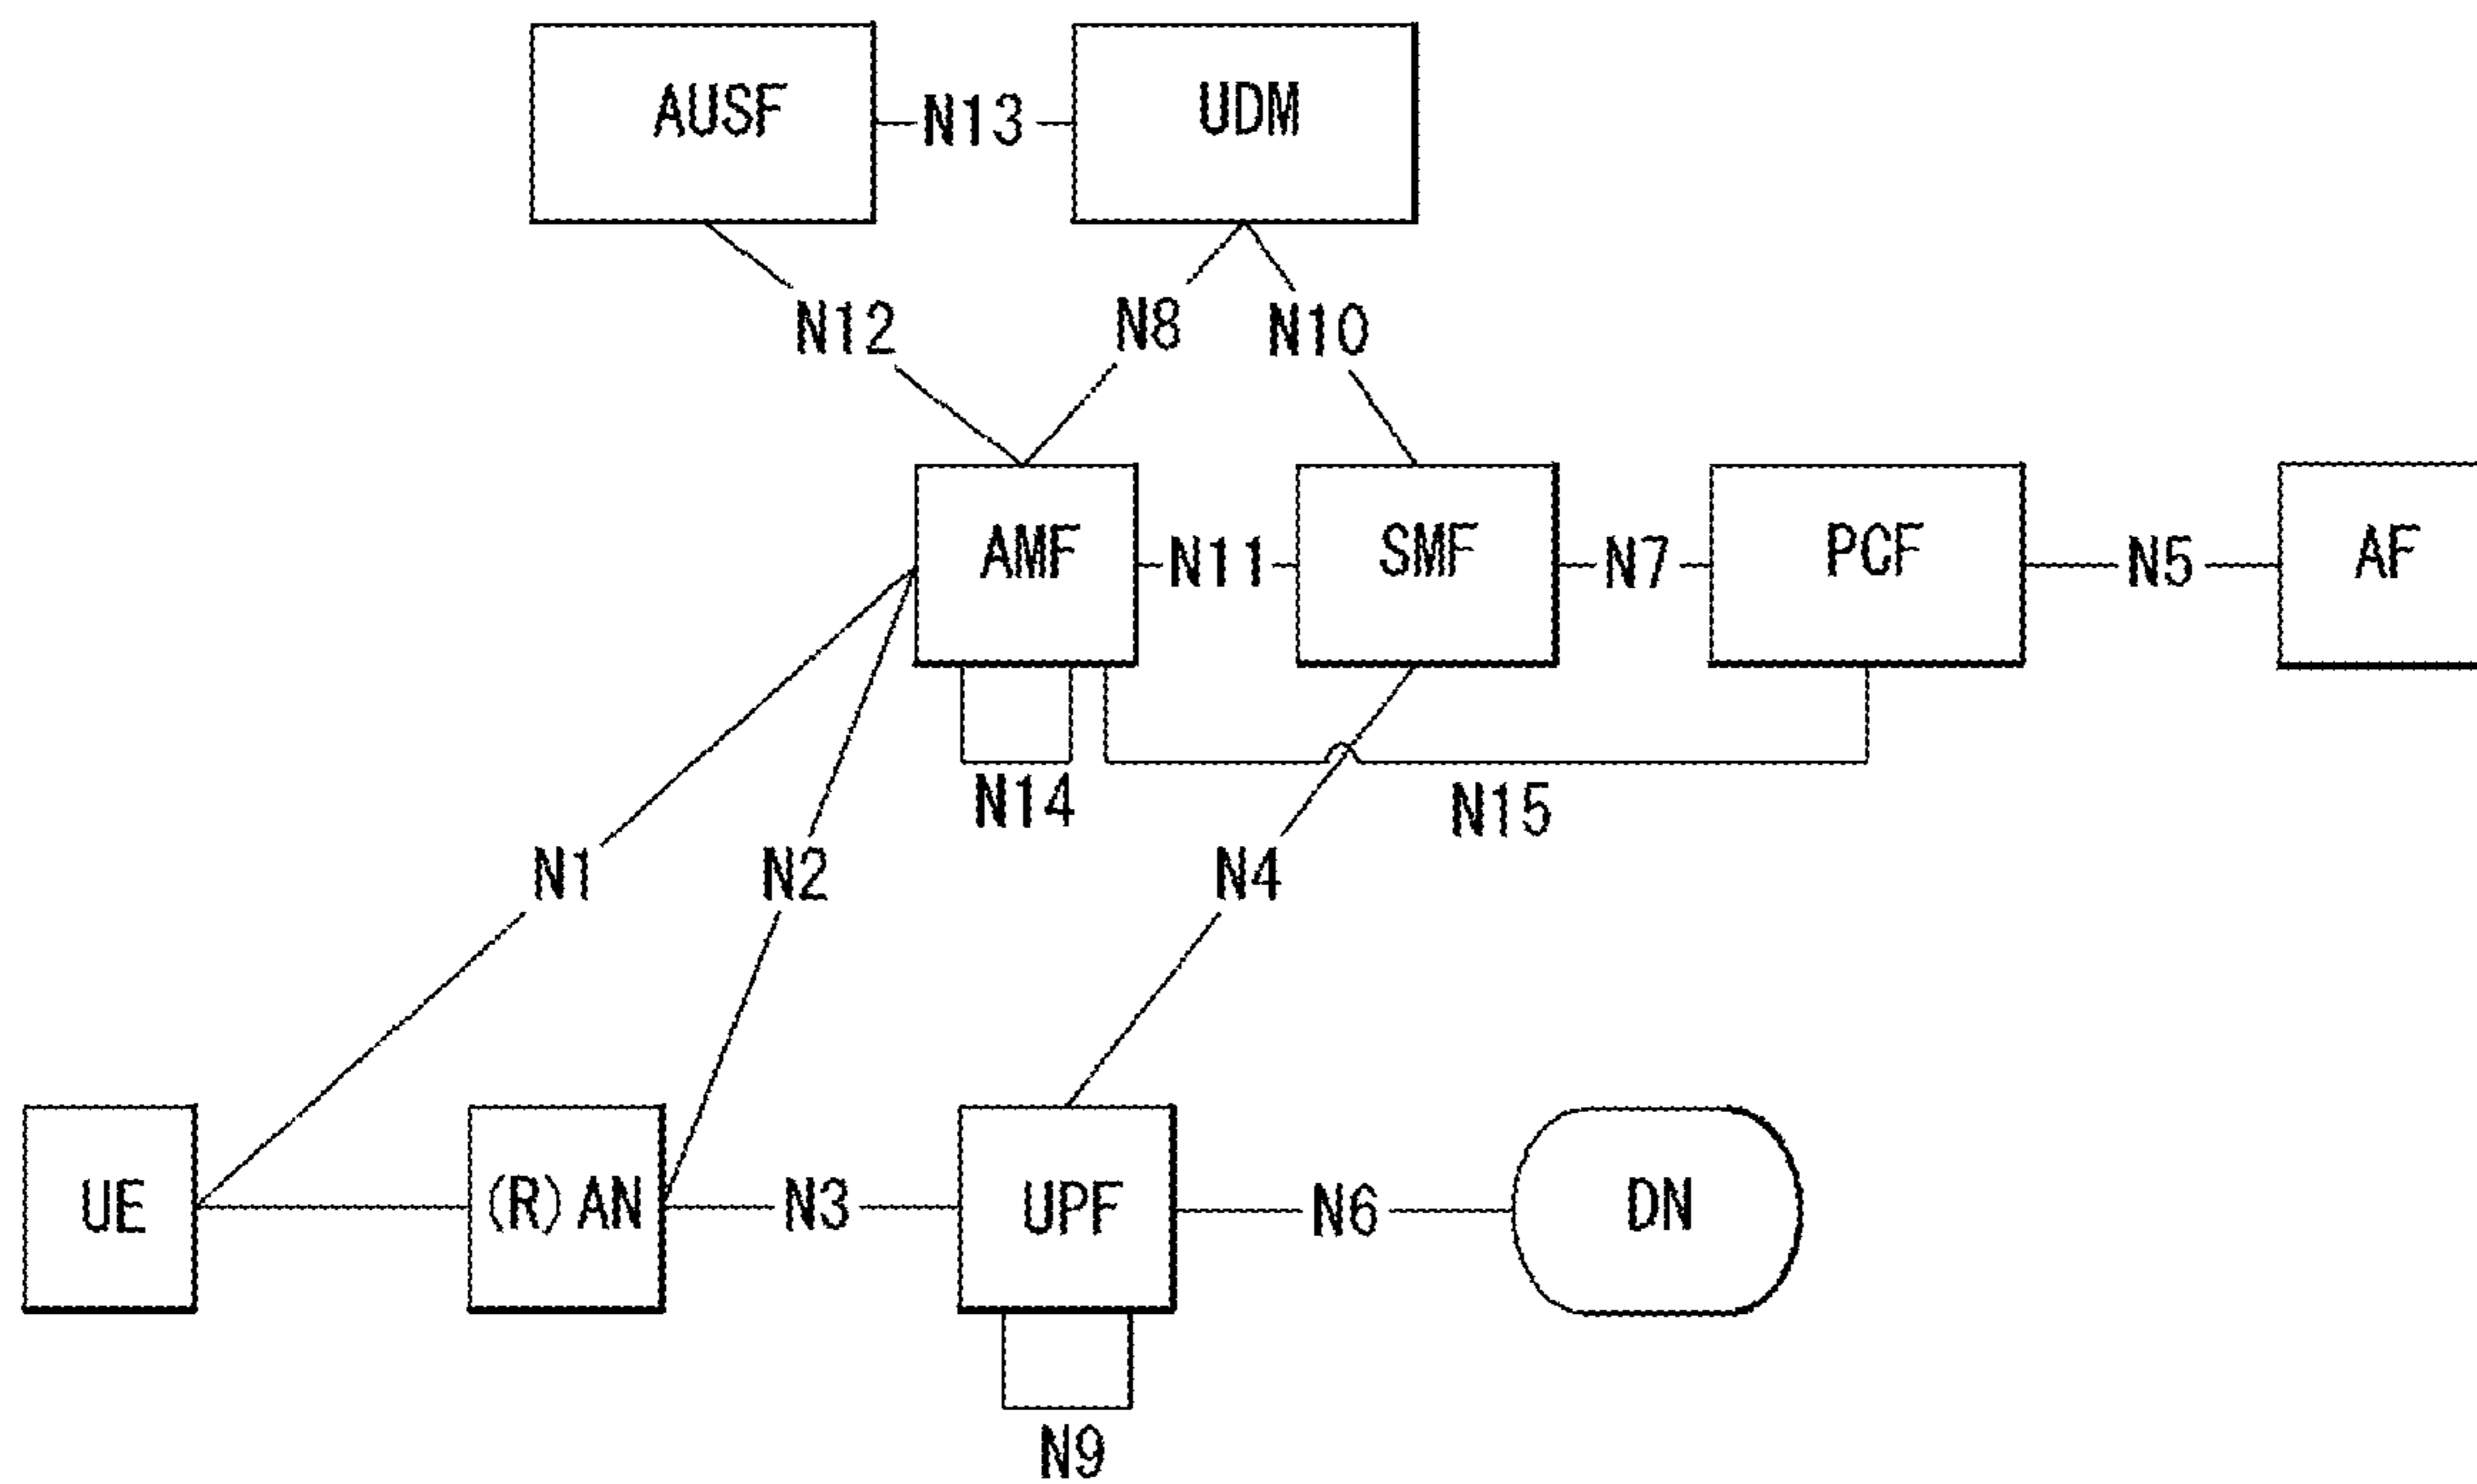 AUSF N13 UDM
N12 N8 N10
AMF N11 SMF N7 PCF N5 AF
N14 N15
N1 N2 N4
UE (R) AN N3 UPF N6 DN
N9